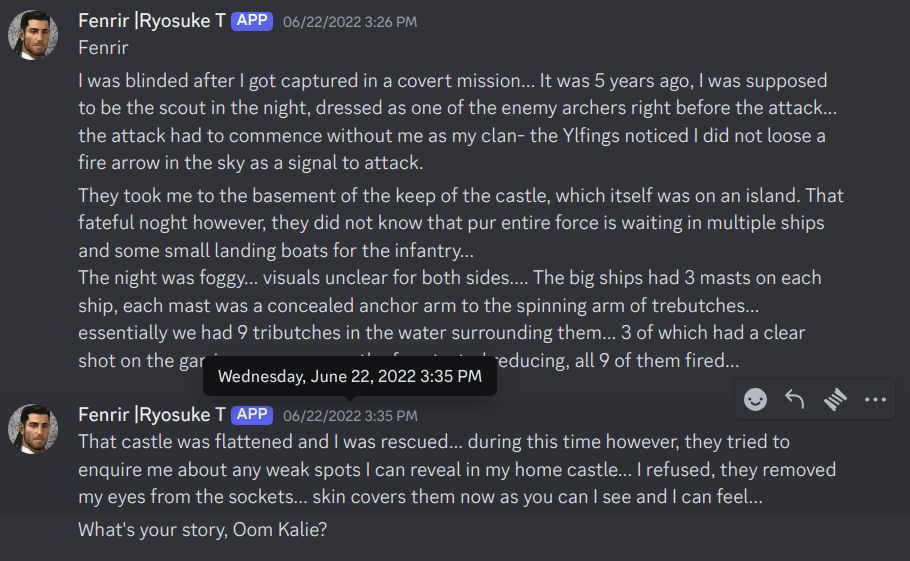 Fenrir |Ryosuke T APP 06/22/2022 3:26 PM
Fenrir
I was blinded after I got captured in a covert mission... It was 5 years ago, I was supposed
to be the scout in the night, dressed as one of the enemy archers right before the attack...
the attack had to commence without me as my clan- the Ylfings noticed I did not loose a
fire arrow in the sky as a signal to attack.
They took me to the basement of the keep of the castle, which itself was on an island. That
fateful noght however, they did not know that pur entire force is waiting in multiple ships
and some small landing boats for the infantry...
The night was foggy... visuals unclear for both sides.... The big ships had 3 masts on each
ship, each mast was a concealed anchor arm to the spinning arm of trebutches...
essentially we had 9 tributches in the water surrounding them... 3 of which had a clear
shot on the reducing, all 9 of them fired...
Wednesday, June 22, 2022 3:35 PM
Fenrir |Ryosuke T APP 06/22/2022 3:35 PM
That castle was flattened and I was rescued... during this time however, they tried to
enquire me about any weak spots I can reveal in my home castle... I refused, they removed
my eyes from the sockets... skin covers them now as you can I see and I can feel...
What's your story, Oom Kalie?